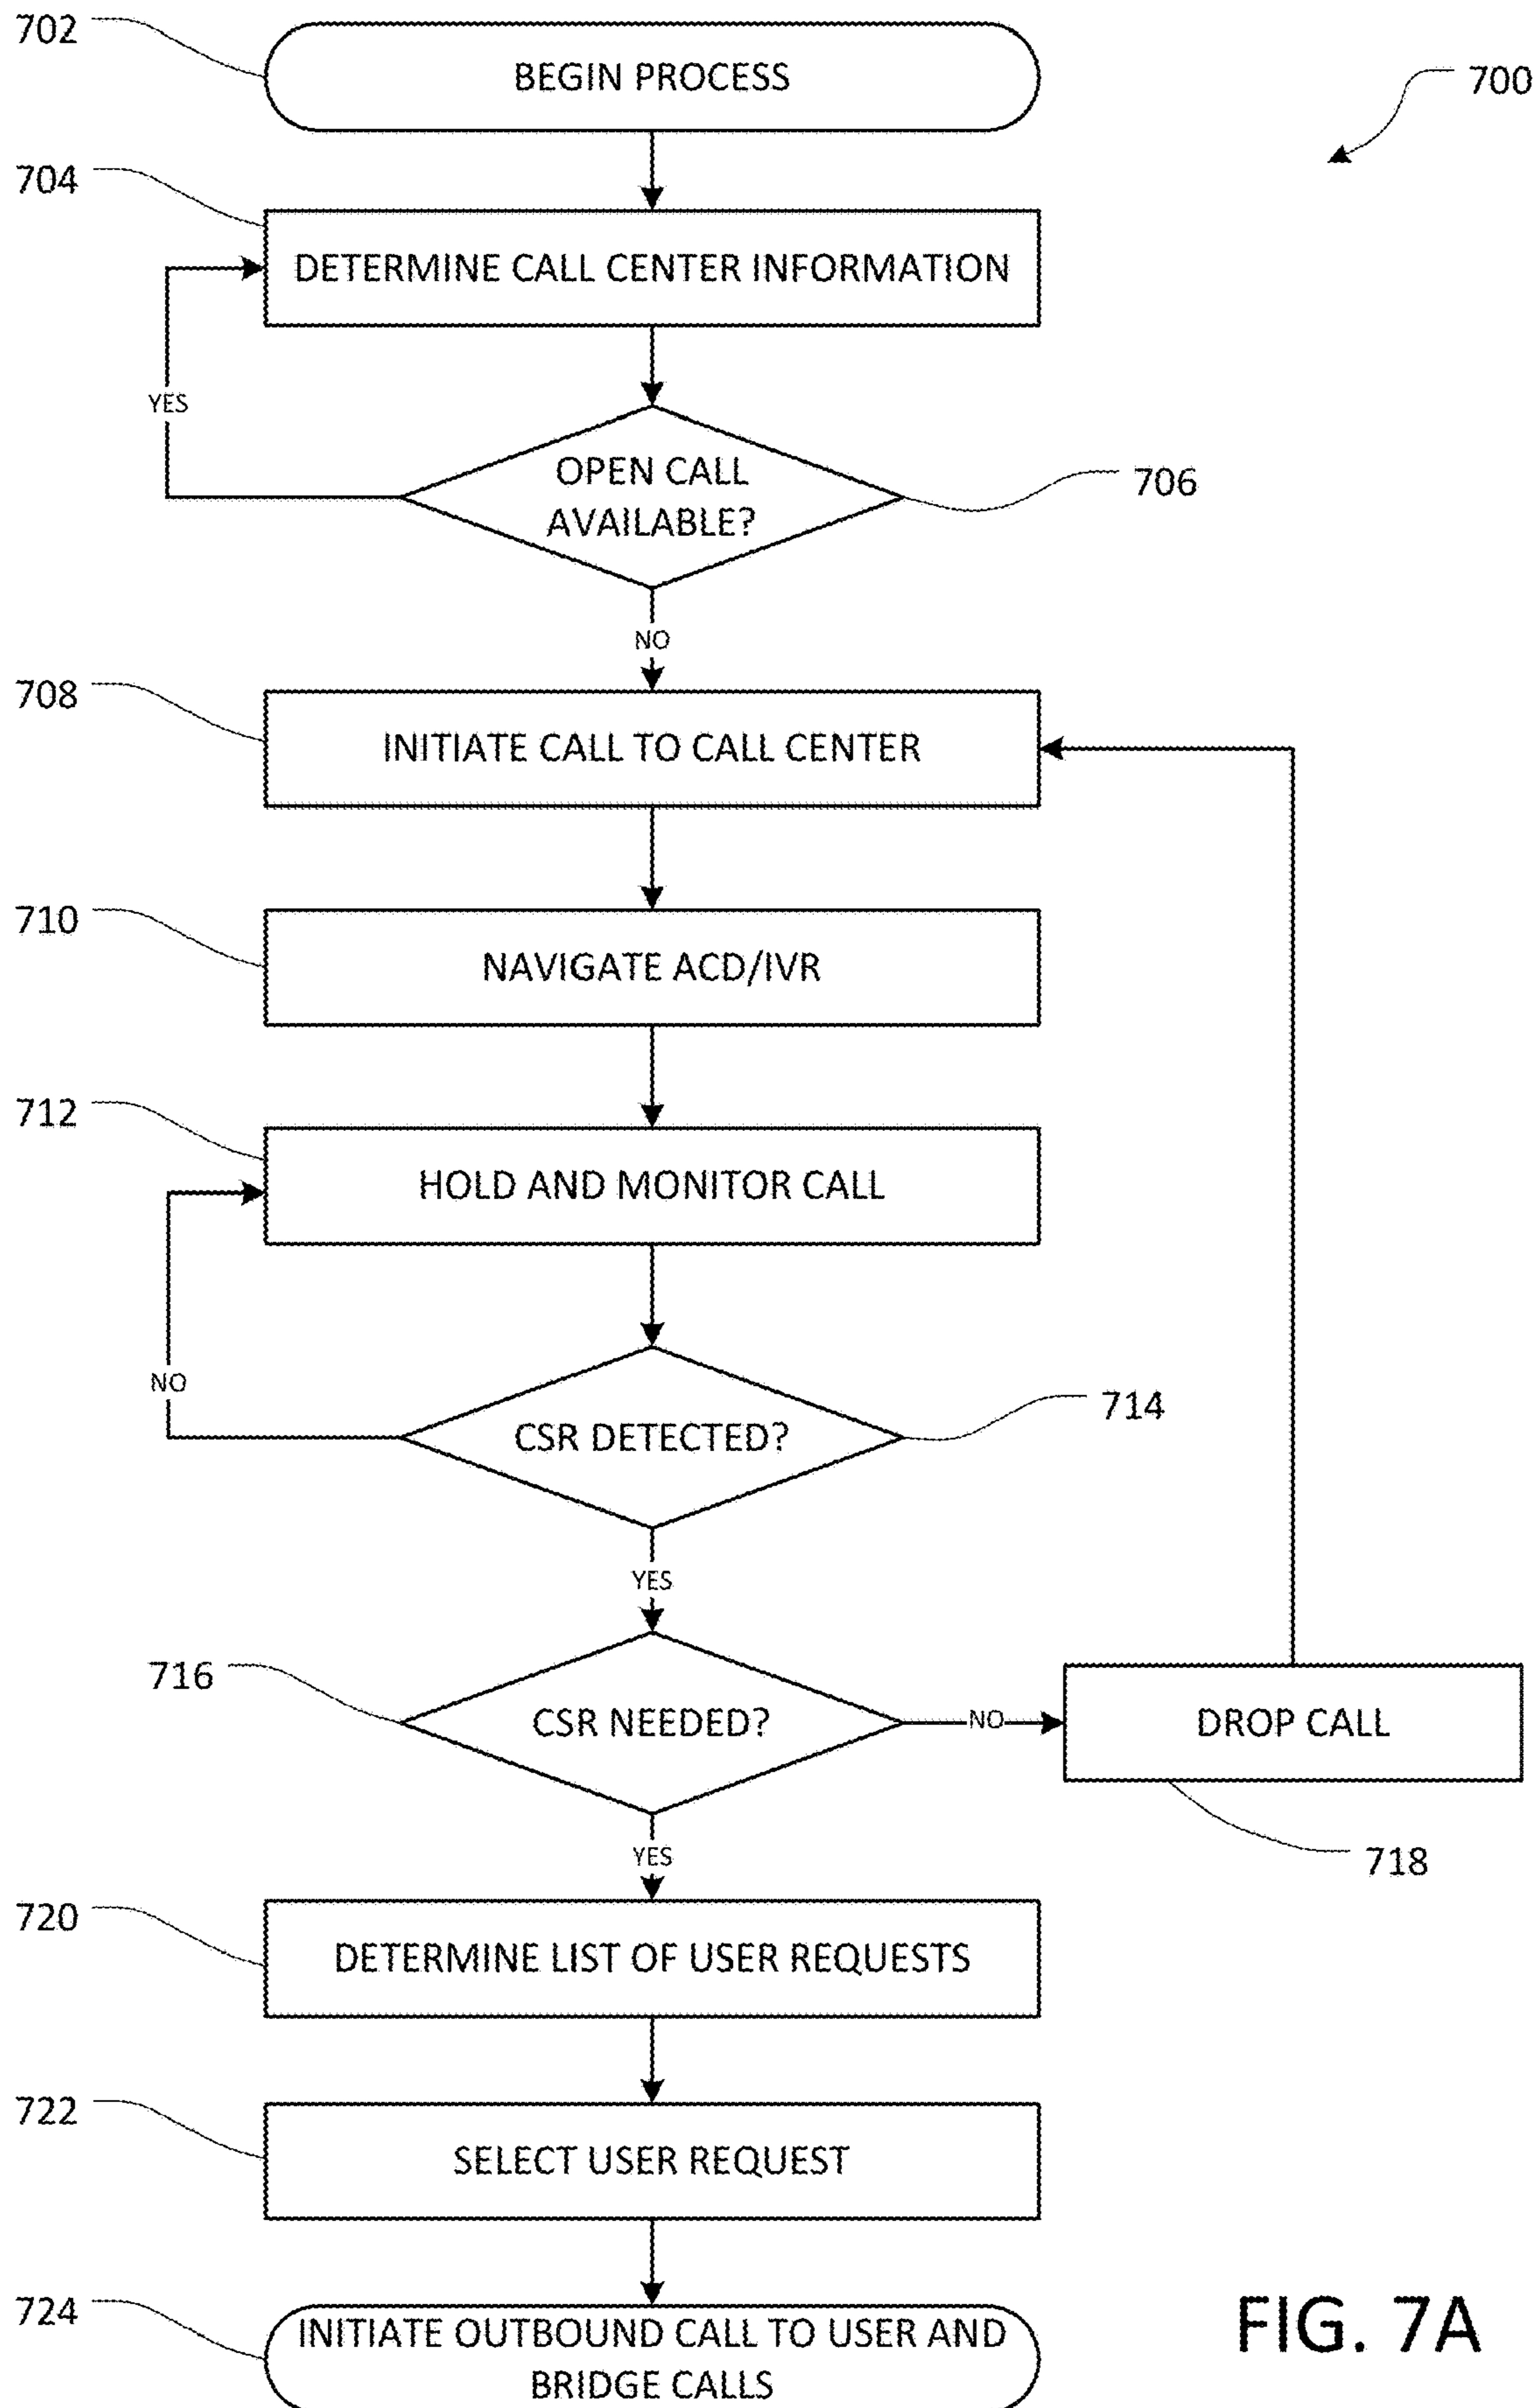 702
BEGIN PROCESS
700
704
DETERMINE CALL CENTER INFORMATION
YES
OPEN CALL
AVAILABLE?
706
NO
708
INITIATE CALL TO CALL CENTER
710
NAVIGATE ACD/IVR
712
HOLD AND MONITOR CALL
NO
CSR DETECTED?
714
YES
716
CSR NEEDED?
NO
DROP CALL
718
YES
720
DETERMINE LIST OF USER REQUESTS
722
SELECT USER REQUEST
724
INITIATE OUTBOUND CALL TO USER AND
BRIDGE CALLS
FIG. 7A